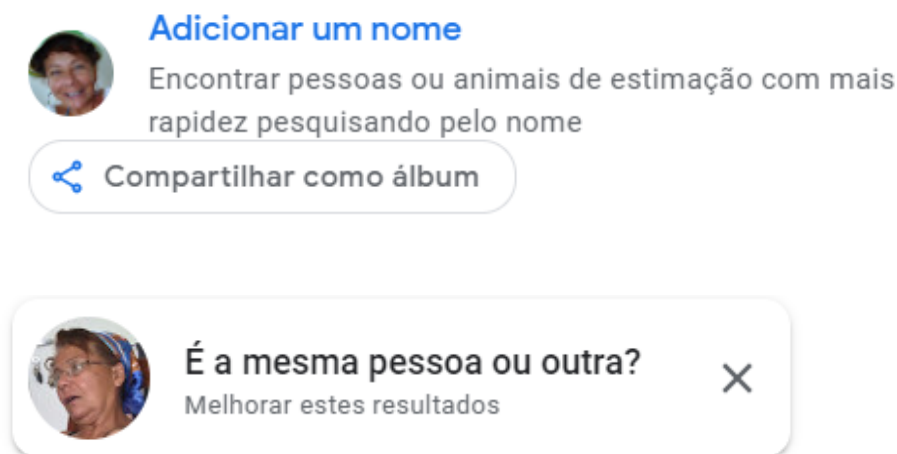 Adicionar um nome
Encontrar pessoas ou animais de estimação com mais
rapidez pesquisando pelo nome
Compartilhar como álbum
É a mesma pessoa ou outra?
Melhorar estes resultados